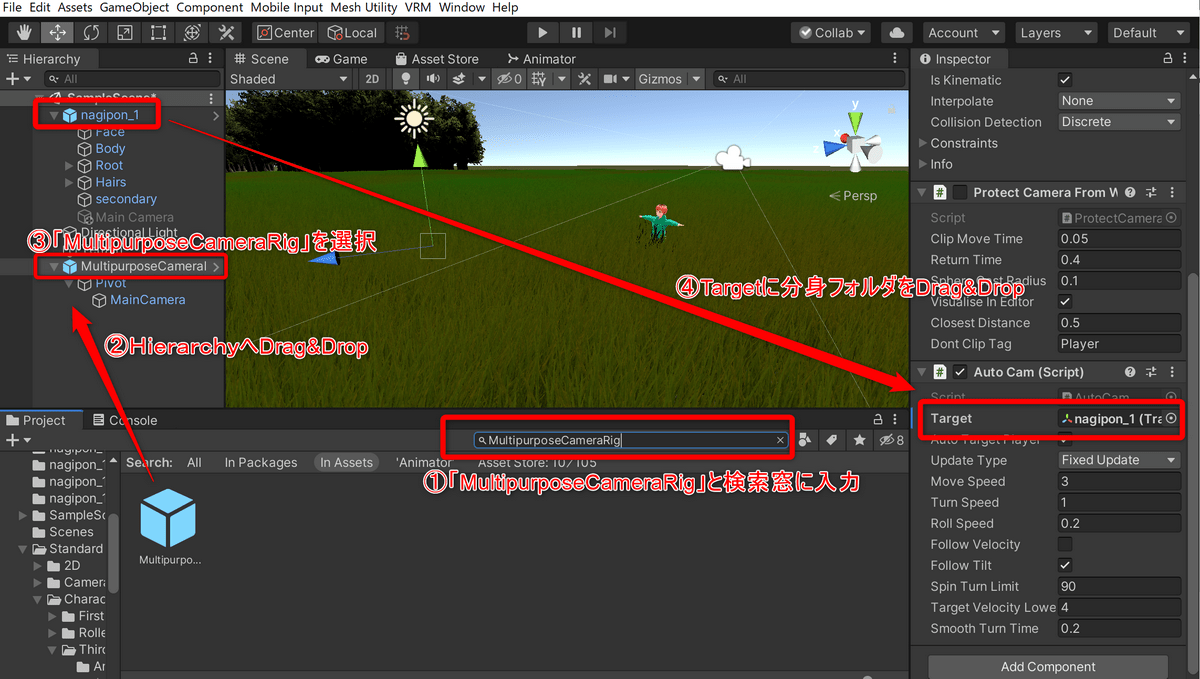 File Edit Assets GameObject Component Mobile Input Mesh Utility VRM Window Help
Center Local Collab Account Layers Default
Hierarchy
All
SampleScene*
nagipon_1
Face
Body
Root
Hairs
secondary
Main Camera
Directional Light
③「MultipurposeCameraRig」を選択
MultipurposeCameraI
Pivot
MainCamera
②HierarchyへDrag&Drop
Scene Game Asset Store Animator
Shaded 2D 0 Gizmos All
y
x
Persp
④Targetに分身フォルダをDrag&Drop
Inspector
Is Kinematic
Interpolate None
Collision Detection Discrete
Constraints
Info
Protect Camera From W
Script ProtectCamera
Clip Move Time 0.05
Return Time 0.4
Sphere Cast Radius 0.1
Visualise In Editor
Closest Distance 0.5
Dont Clip Tag Player
Auto Cam (Script)
Script AutoCam
Target nagipon_1 (Tra
Auto Target Player
Update Type Fixed Update
Move Speed 3
Turn Speed 1
Roll Speed 0.2
Follow Velocity
Follow Tilt
Spin Turn Limit 90
Target Velocity Lowe 4
Smooth Turn Time 0.2
Add Component
Project Console
MultipurposeCameraRig
8
Search: All In Packages In Assets 'Animator' Asset Store: 10/105
①「MultipurposeCameraRig」と検索窓に入力
nagipon_1
nagipon_1
nagipon_1
SampleSc
Scenes
Standard
2D
Camera
Charac
First
Rolle
Thirc
Ar
Multipurpo...